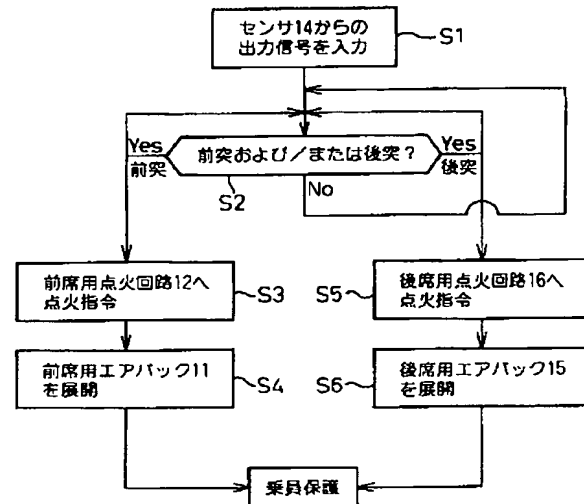 センサ14からの
出力信号を入力
S1
Yes
前突
前突および/または後突?
Yes
後突
S2
No
前席用点火回路12へ
点火指令
S3
S5
後席用点火回路16へ
点火指令
前席用エアバック11
を展開
S4
S6
後席用エアバック15
を展開
乗員保護